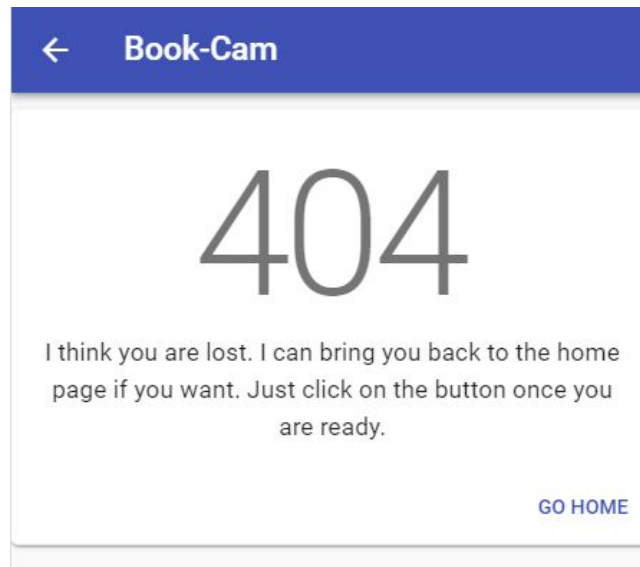 Book-Cam
404
I think you are lost. I can bring you back to the home
page if you want. Just click on the button once you
are ready.
GO HOME